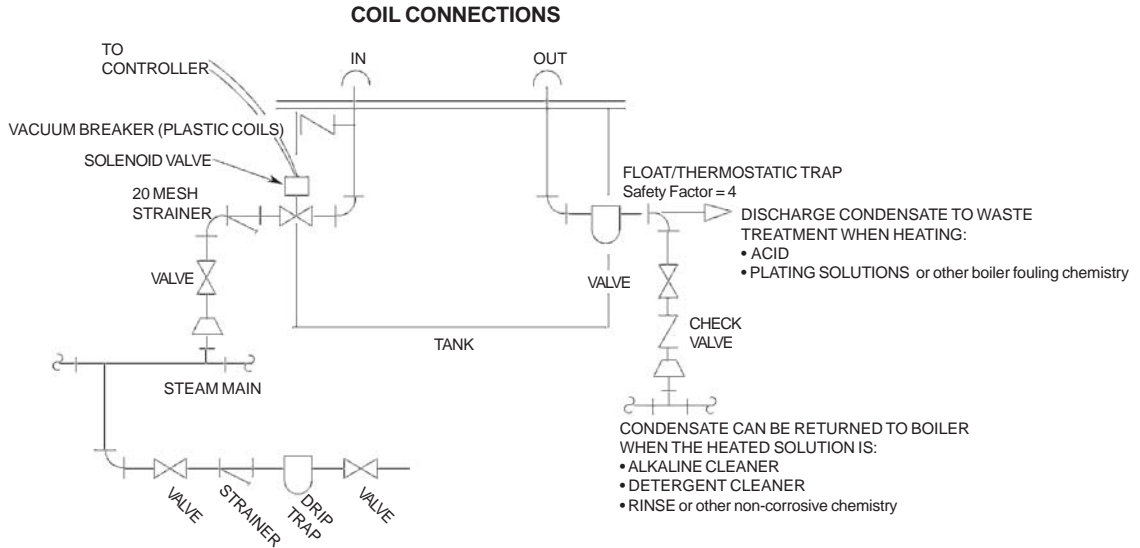 COIL CONNECTIONS
TO
CONTROLLER
IN
OUT
VACUUM BREAKER (PLASTIC COILS)
SOLENOID VALVE
20 MESH
STRAINER
FLOAT/THERMOSTATIC TRAP
Safety Factor = 4
DISCHARGE CONDENSATE TO WASTE
TREATMENT WHEN HEATING:
• ACID
• PLATING SOLUTIONS or other boiler fouling chemistry
VALVE
VALVE
CHECK
VALVE
TANK
STEAM MAIN
CONDENSATE CAN BE RETURNED TO BOILER
WHEN THE HEATED SOLUTION IS:
• ALKALINE CLEANER
• DETERGENT CLEANER
• RINSE or other non-corrosive chemistry
VALVE
STRAINER
DRIP
TRAP
VALVE